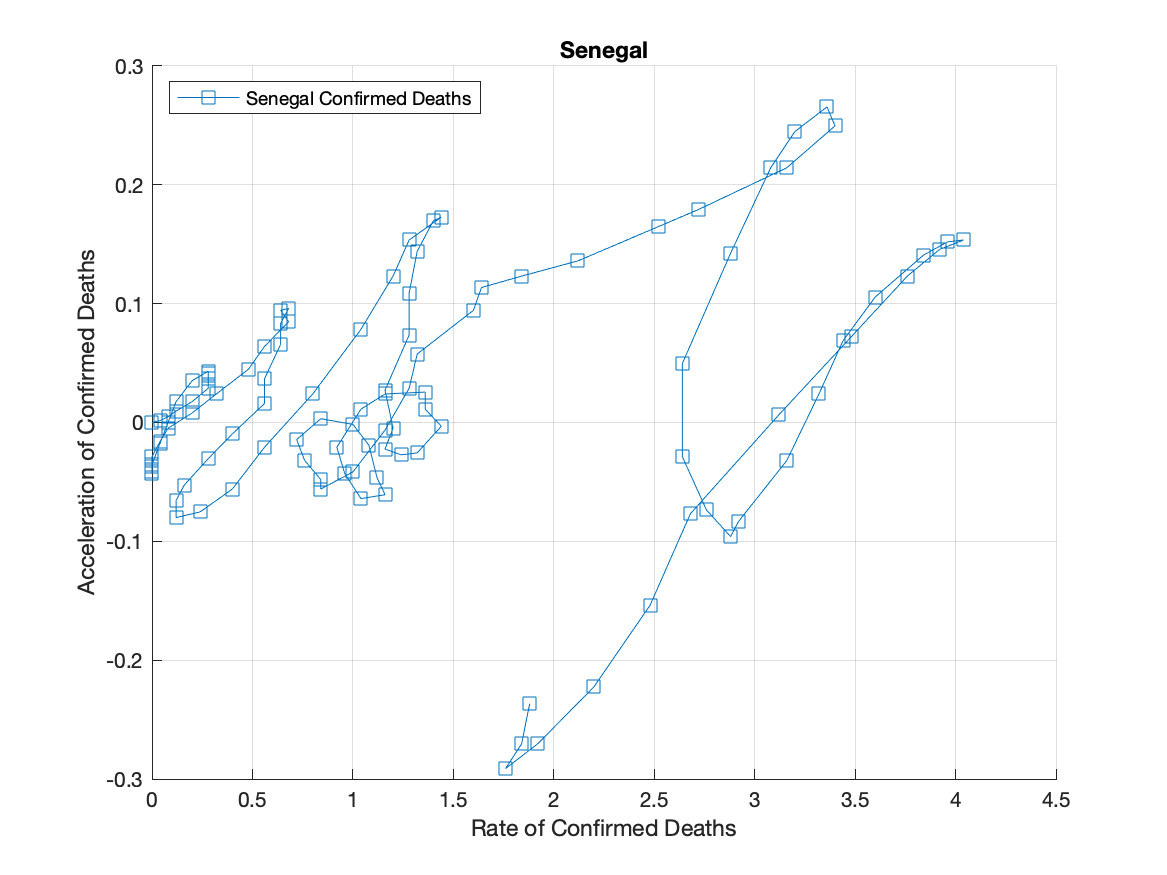 Senegal
Senegal Confirmed Deaths
0.3
0.2
0.1
0
-0.1
-0.2
-0.3
Acceleration of Confirmed Deaths
0 0.5 1 1.5 2 2.5 3 3.5 4 4.5
Rate of Confirmed Deaths